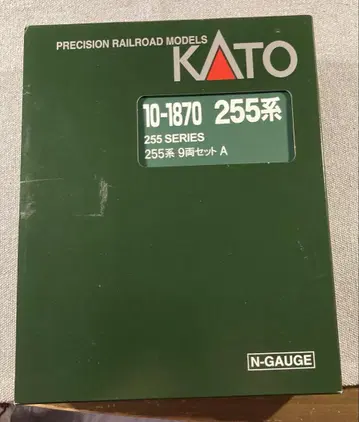 PRECISION RAILROAD MODELS
KATO
10-1870 255系
255 SERIES
255系 9両セット A
N-GAUGE